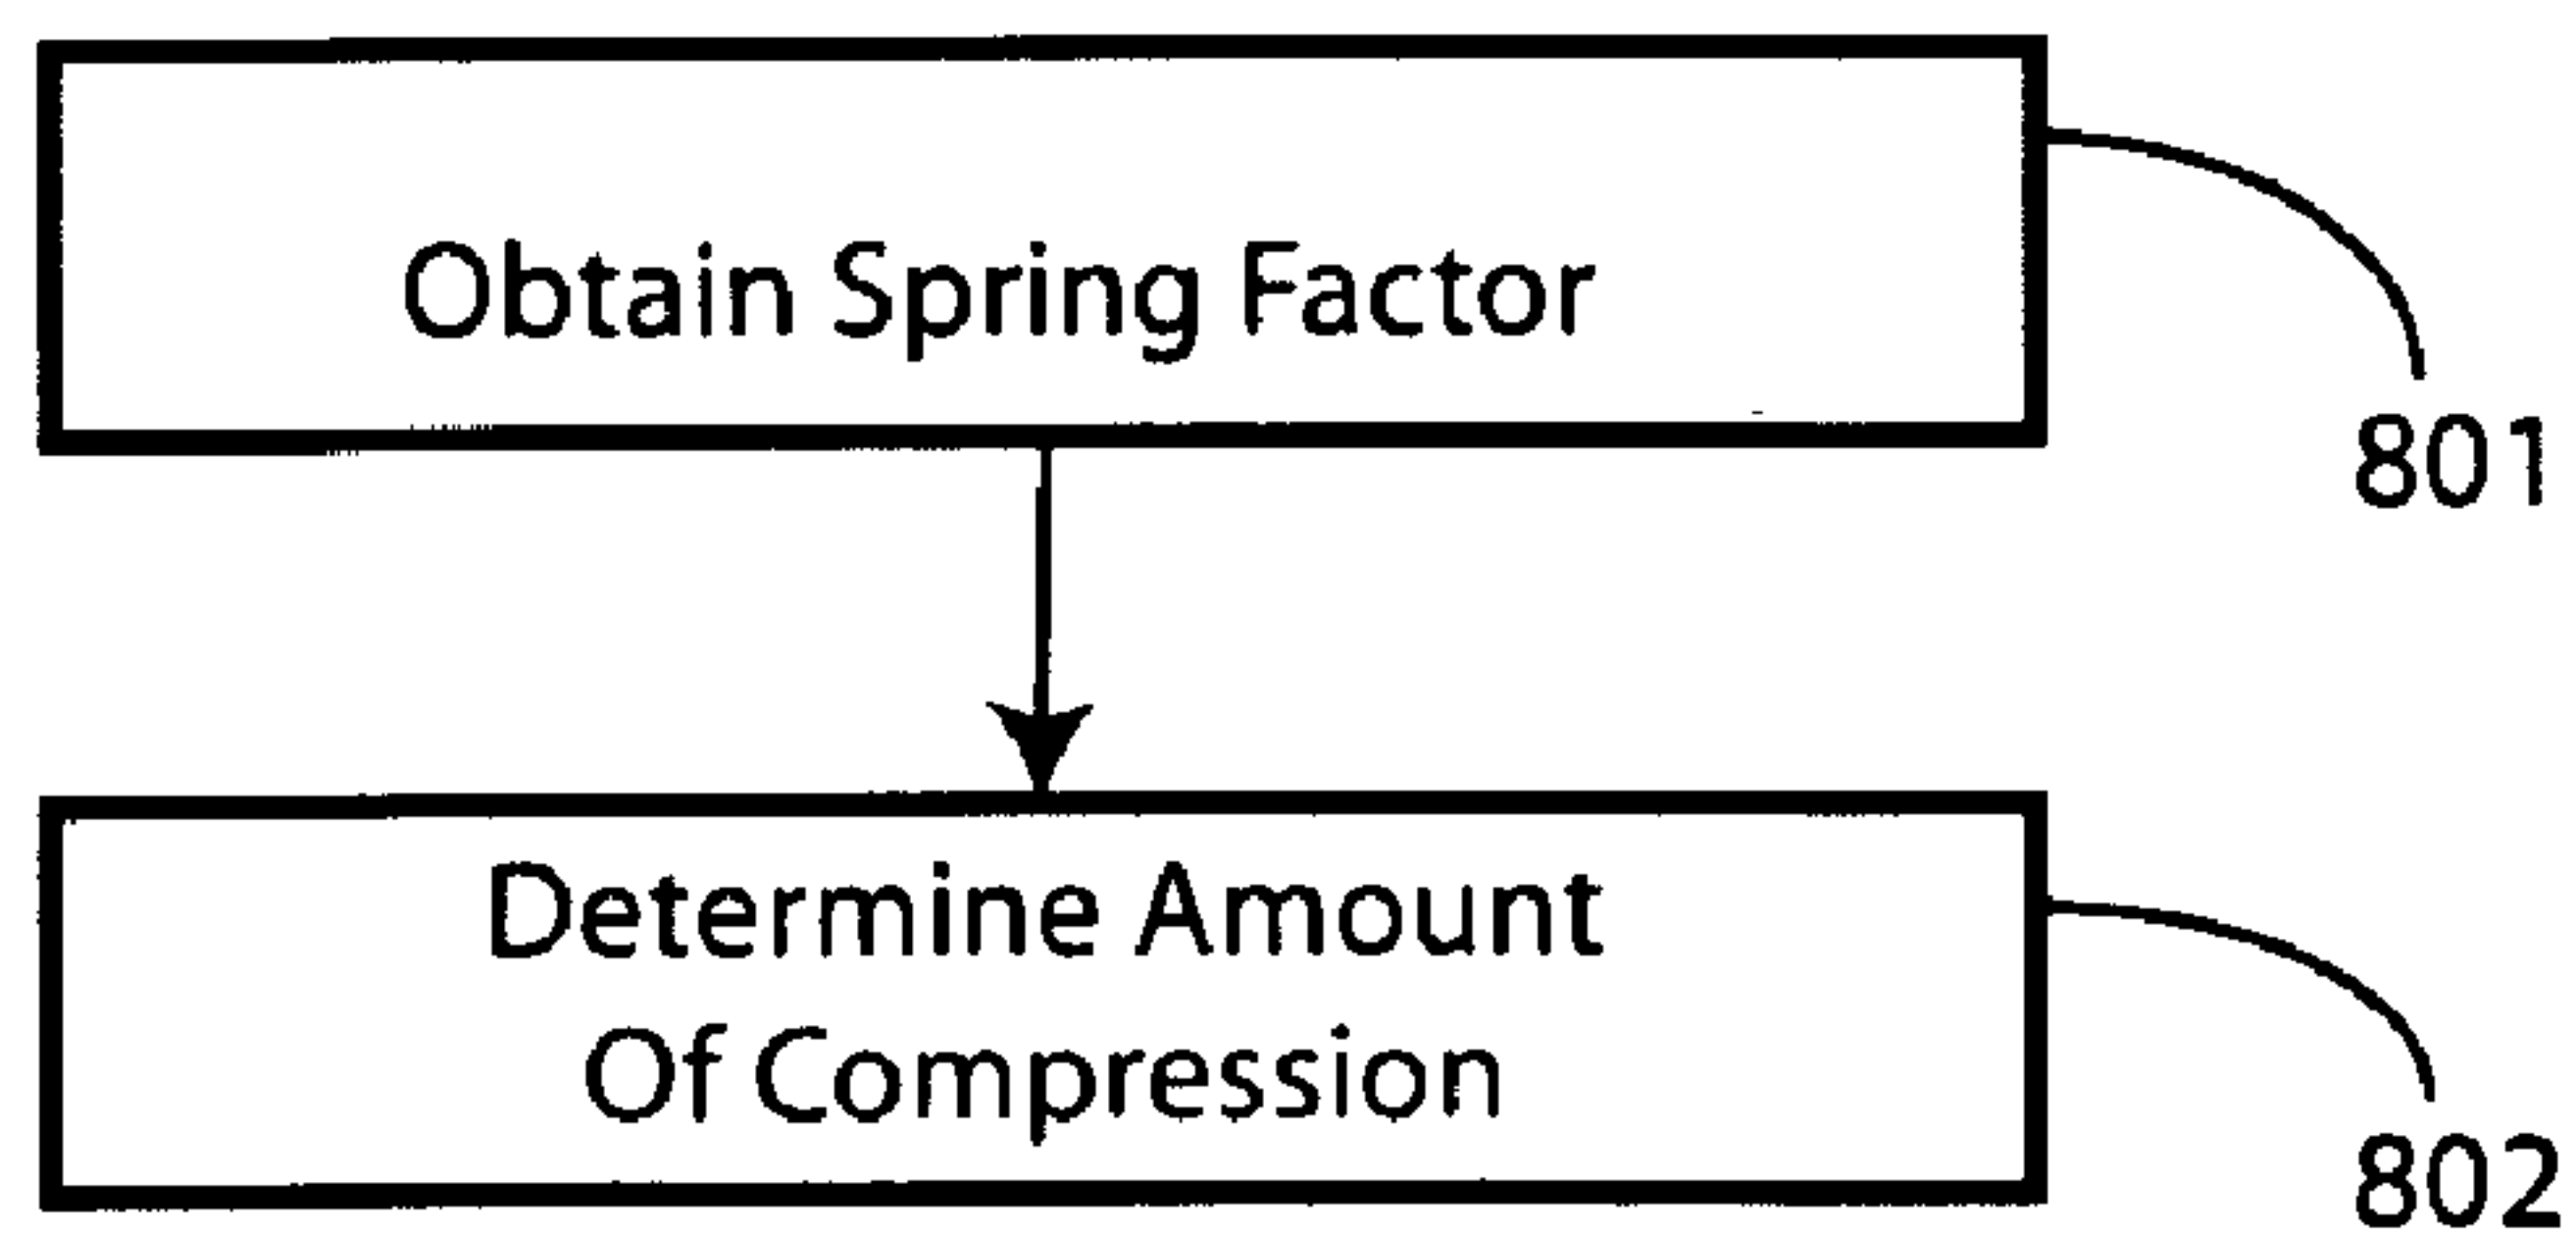 Obtain Spring Factor
801
Determine Amount
Of Compression
802